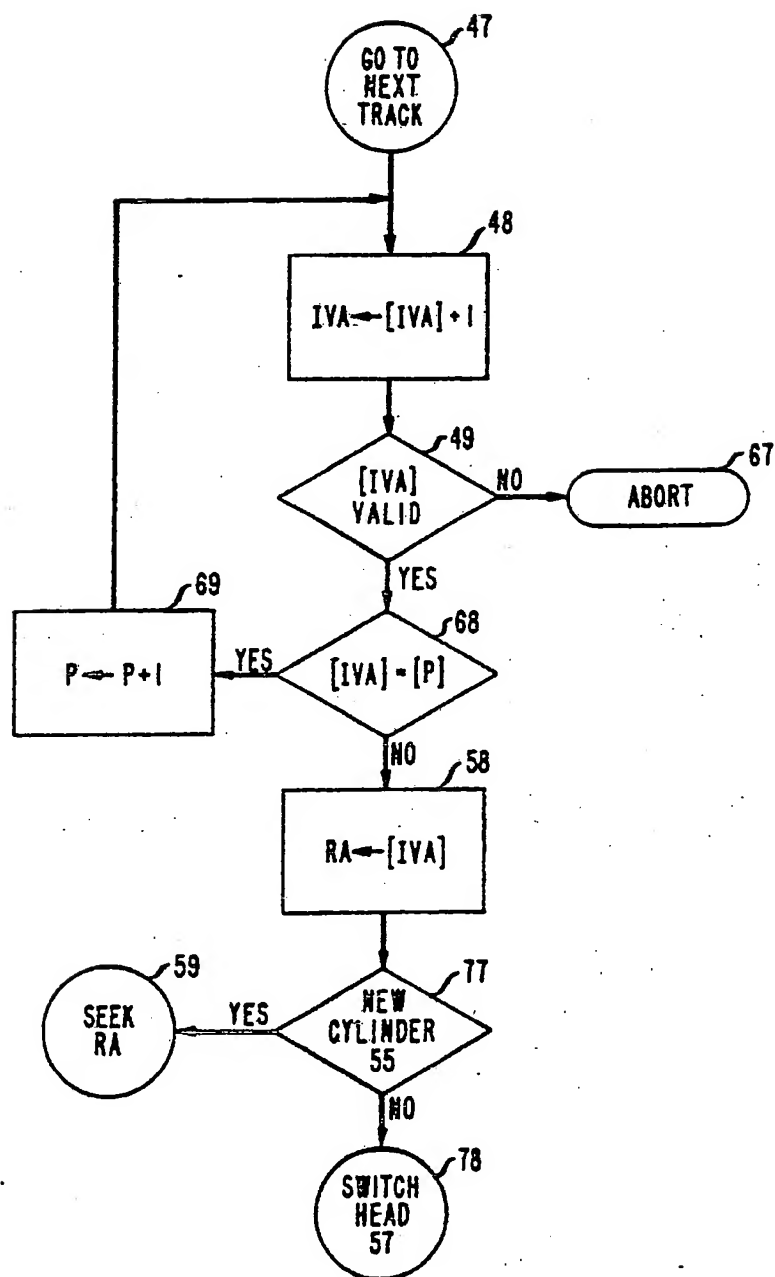 47
GO TO
NEXT
TRACK
48
IVA←[IVA]+1
49
[IVA]
VALID
NO
67
ABORT
YES
69
P←P+1
YES
68
[IVA]=[P]
NO
58
RA←[IVA]
59
SEEK
RA
YES
77
NEW
CYLINDER
55
NO
78
SWITCH
HEAD
57